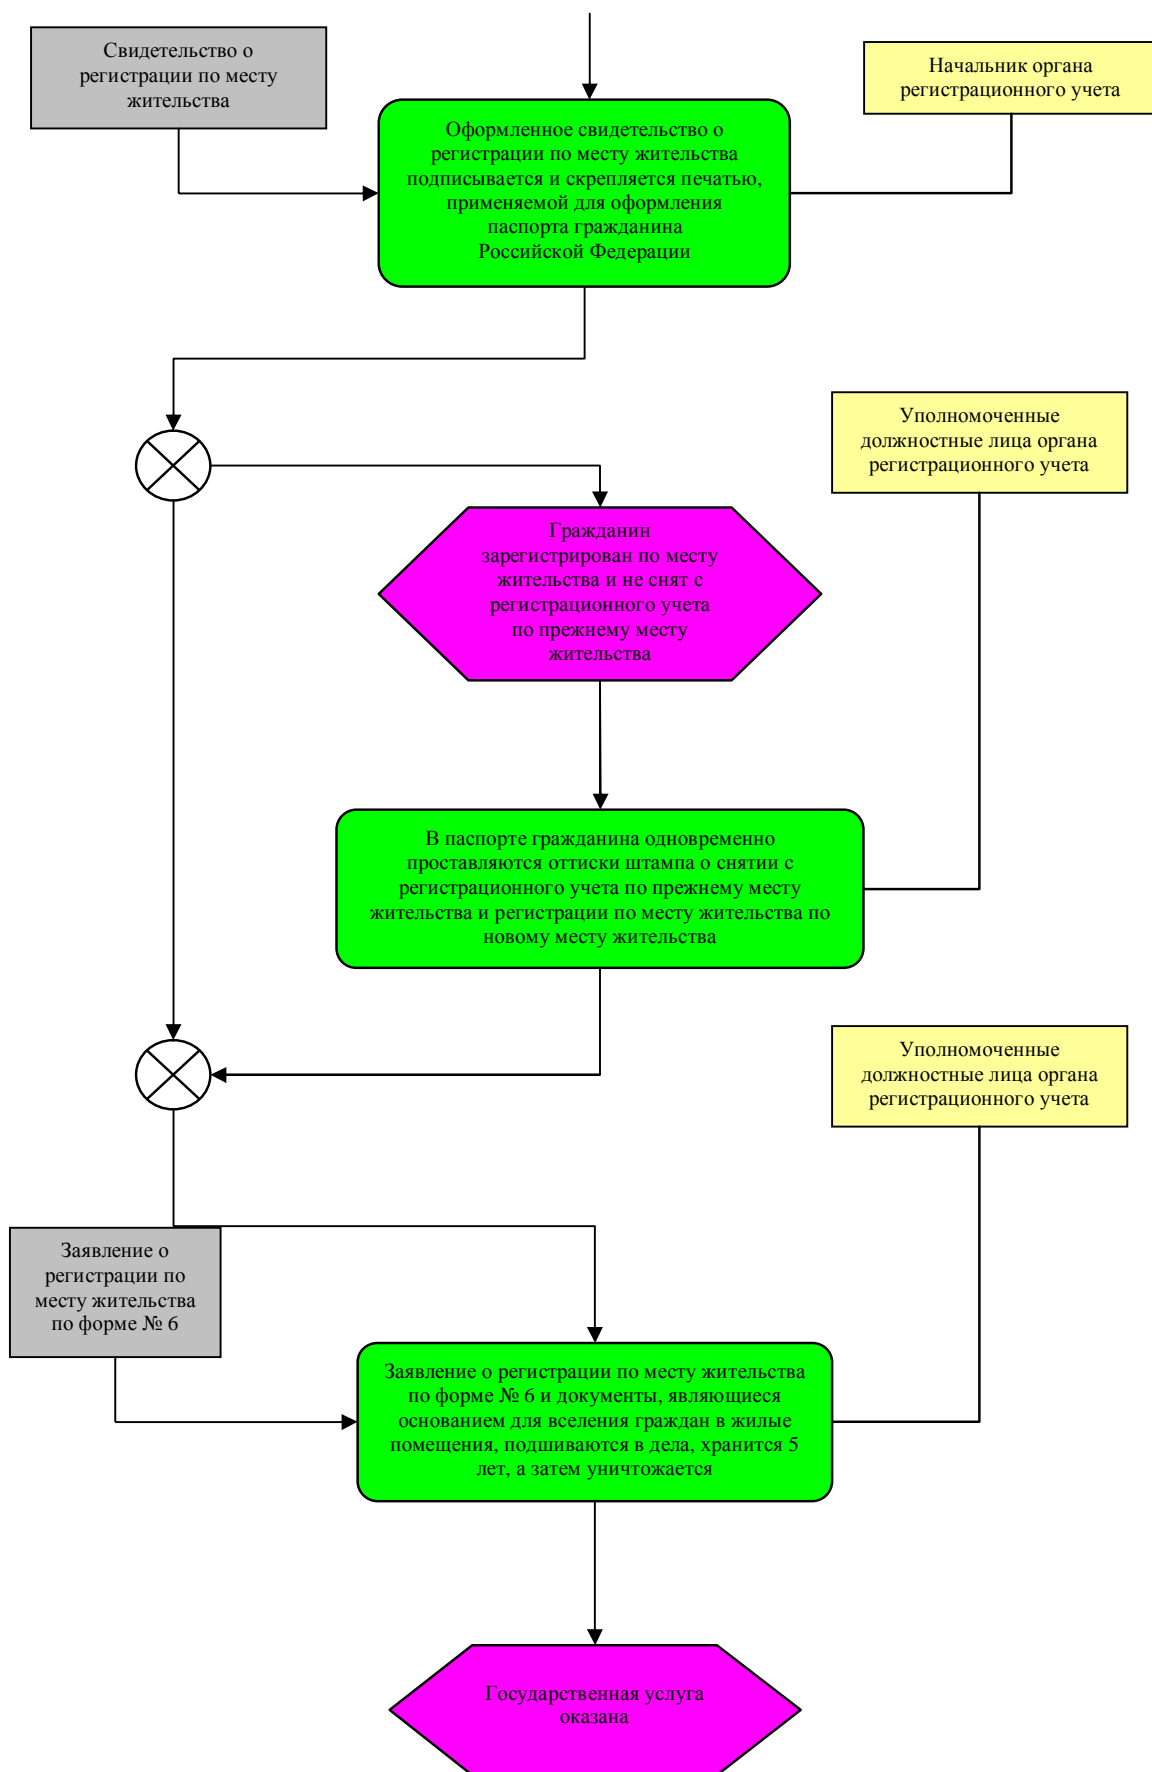 Свидетельство о
регистрации по месту
жительства
Начальник органа
регистрационного учета
Оформленное свидетельство о
регистрации по месту жительства
подписывается и скрепляется печатью,
применяемой для оформления
паспорта гражданина
Российской Федерации
Уполномоченные
должностные лица органа
регистрационного учета
Гражданин
зарегистрирован по месту
жительства и не снят с
регистрационного учета
по прежнему месту
жительства
В паспорте гражданина одновременно
проставляются оттиски штампа о снятии с
регистрационного учета по прежнему месту
жительства и регистрации по месту жительства по
новому месту жительства
Уполномоченные
должностные лица органа
регистрационного учета
Заявление о
регистрации по
месту жительства
по форме № 6
Заявление о регистрации по месту жительства
по форме № 6 и документы, являющиеся
основанием для вселения граждан в жилые
помещения, подшиваются в дела, хранится 5
лет, а затем уничтожается
Государственная услуга
оказана